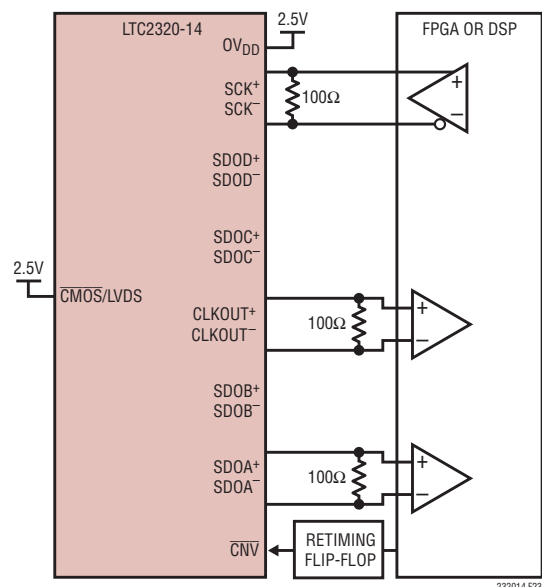 LTC2320-14
2.5V
FPGA OR DSP
OVDD
SCK+
SCK–
100Ω
+
–
SDOD+
SDOD–
SDOC+
SDOC–
2.5V
CMOS/LVDS
CLKOUT+
CLKOUT–
100Ω
+
–
SDOB+
SDOB–
SDOA+
SDOA–
100Ω
+
–
CNV
RETIMING
FLIP-FLOP
232014 F23